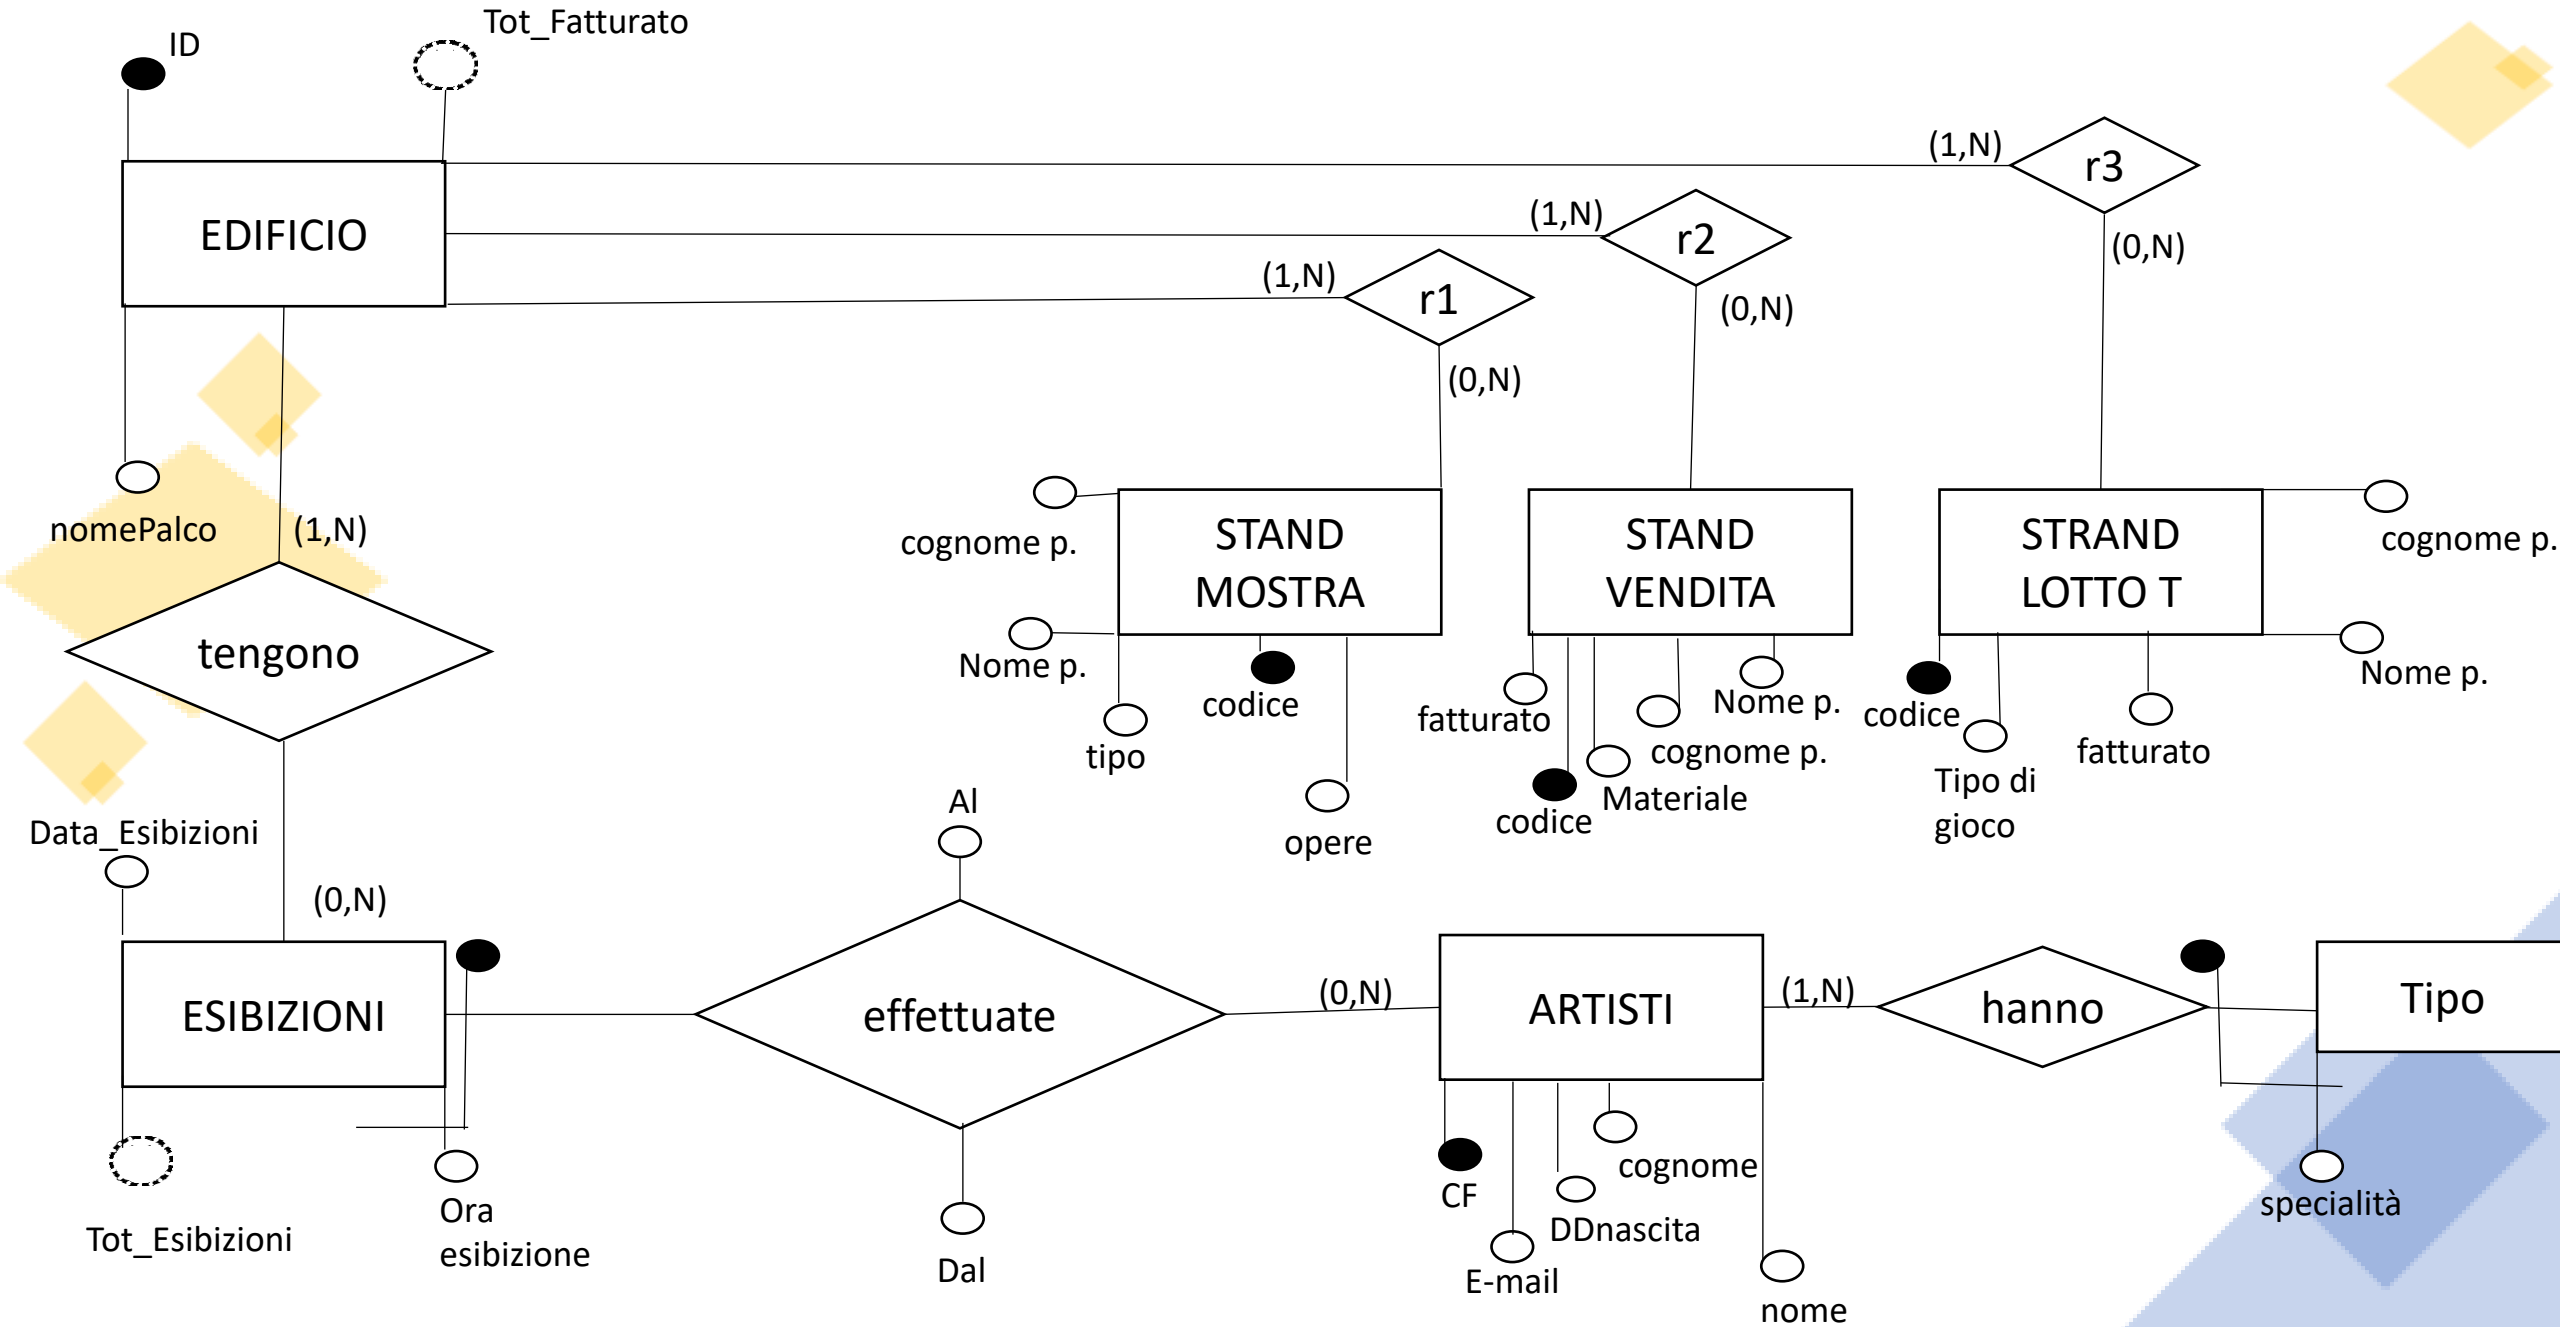 Tot_Fatturato
ID
(1,N)
r3
(1,N)
r2
EDIFICIO
(0,N)
(1,N)
r1
(0,N)
(0,N)
nomePalco
(1,N)
cognome p.
STAND
MOSTRA
STAND
VENDITA
STRAND
LOTTO T
cognome p.
tengono
Nome p.
codice
tipo
opere
fatturato
codice
Materiale
cognome p.
Nome p.
codice
Tipo di
gioco
fatturato
Nome p.
Data_Esibizioni
Al
(0,N)
ESIBIZIONI
effettuate
(0,N)
ARTISTI
(1,N)
hanno
Tipo
Tot_Esibizioni
Ora
esibizione
Dal
CF
E-mail
DDnascita
cognome
nome
specialità